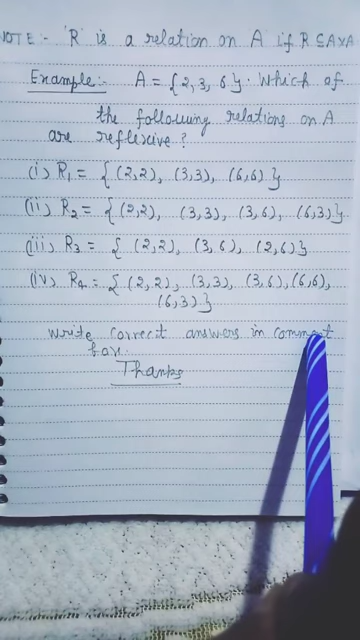 NOTE:- 'R' is a relation on A if R ⊆ A×A
Example:- A = {2, 3, 6}. Which of
the following relations on A
are reflexive?
(i) R₁ = { (2,2), (3,3), (6,6) }
(ii) R₂ = { (2,2), (3,3), (3,6), (6,3) }
(iii) R₃ = { (2,2), (3,6), (2,6) }
(iv) R₄ = { (2,2), (3,3), (3,6), (6,6),
(6,3) }
Write correct answers in comment
box.
Thanks